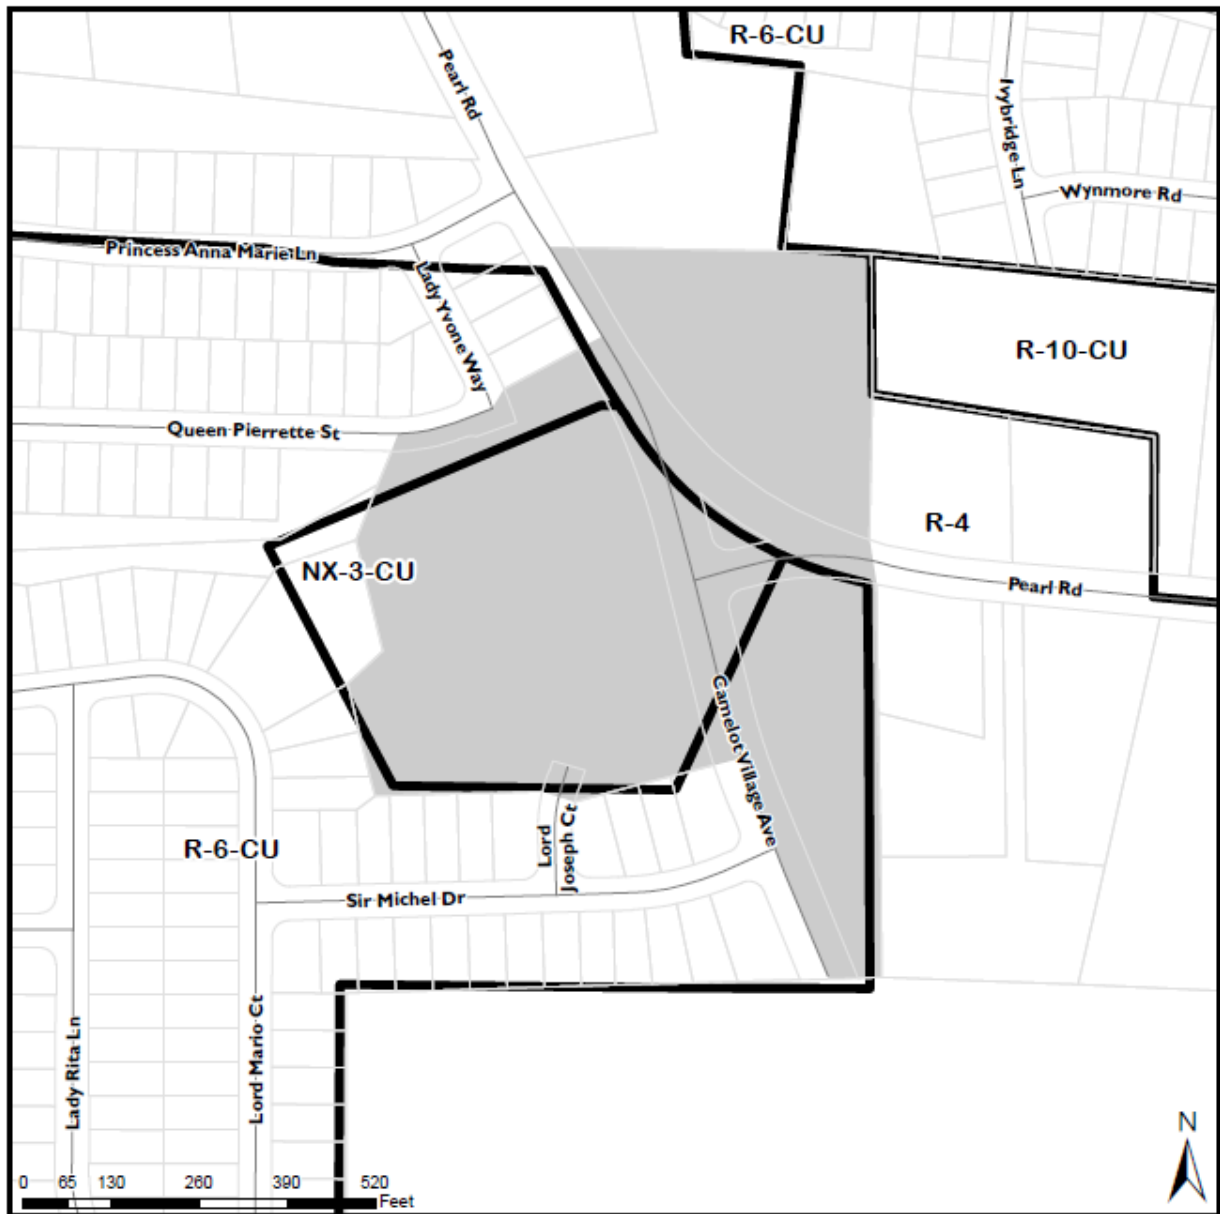 R-6-CU
Pearl Rd
Ivybridge Ln
Wynmore Rd
Princess Anna Marie Ln
Lady Yvone Way
R-10-CU
Queen Pierrette St
R-4
NX-3-CU
Pearl Rd
Camelot Village Ave
Lord
Joseph Ct
R-6-CU
Sir Michel Dr
Lady Rita Ln
Lord Mario Ct
N
0 65 130 260 390 520
Feet